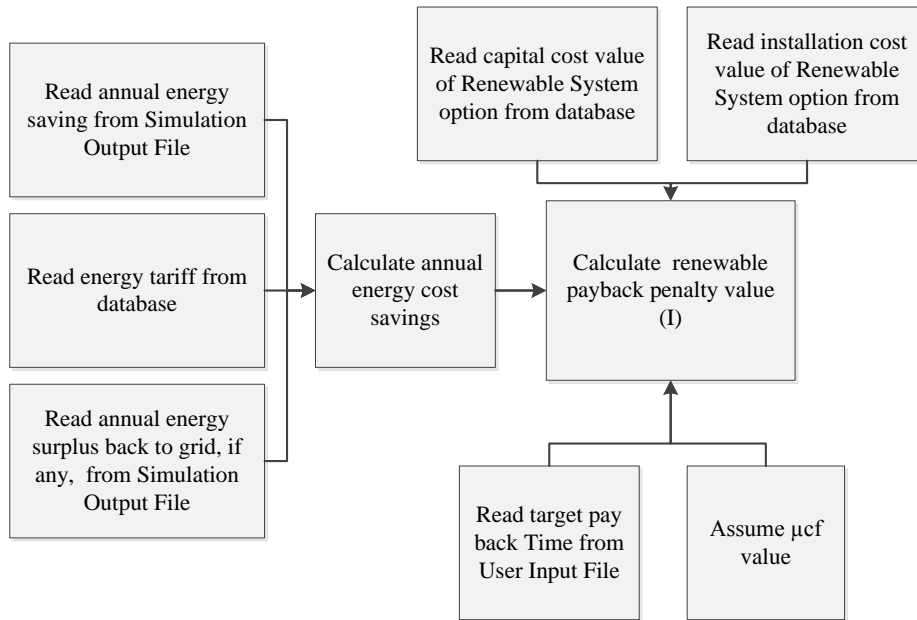 Read annual energy
saving from Simulation
Output File
Read energy tariff from
database
Read annual energy
surplus back to grid, if
any, from Simulation
Output File
Calculate annual
energy cost
savings
Read capital cost value
of Renewable System
option from database
Read installation cost
value of Renewable
System option from
database
Calculate renewable
payback penalty value
(I)
Read target pay
back Time from
User Input File
Assume µcf
value